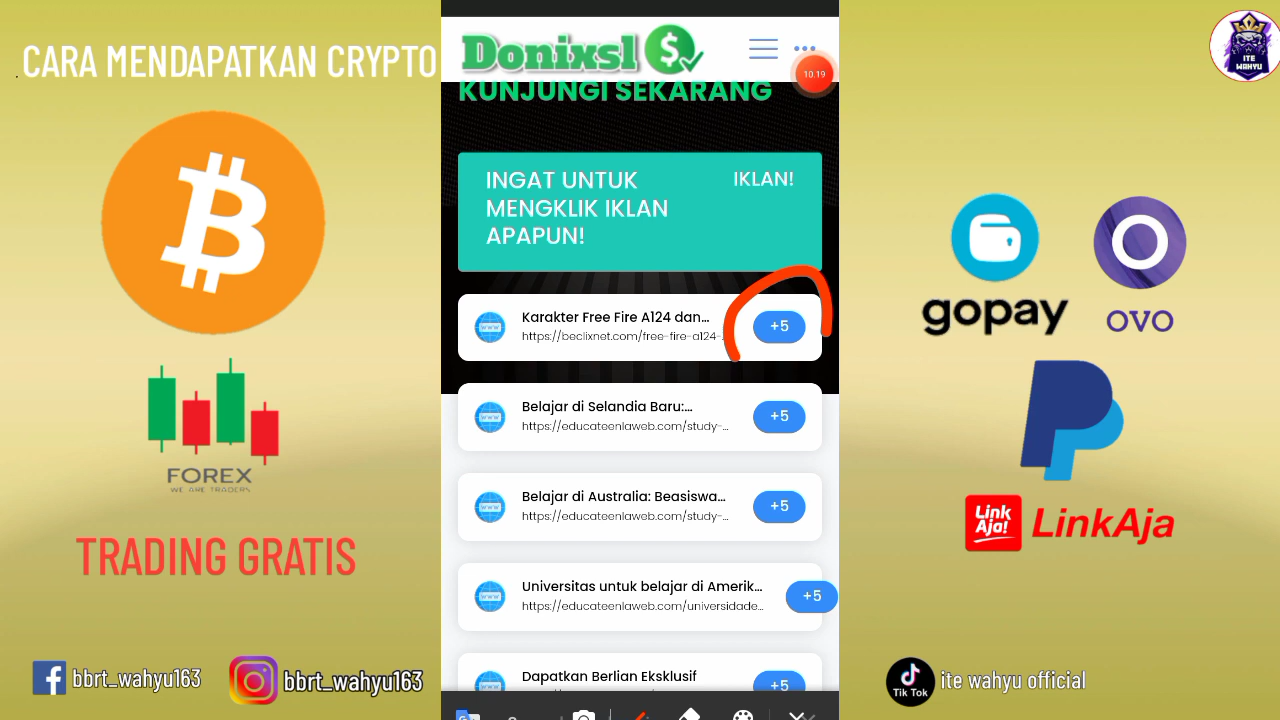 CARA MENDAPATKAN CRYPTO
FOREX
WE ARE TRADERS
TRADING GRATIS
bbrt_wahyu163
bbrt_wahyu163
Donixsl $
10.19
KUNJUNGI SEKARANG
INGAT UNTUK
MENGKLIK IKLAN
APAPUN!
IKLAN!
Karakter Free Fire A124 dan...
https://beclixnet.com/free-fire-a124-
+5
www
Belajar di Selandia Baru:...
https://educateenlaweb.com/study-...
+5
www
Belajar di Australia: Beasiswa...
https://educateenlaweb.com/study-...
+5
www
Universitas untuk belajar di Amerik...
https://educateenlaweb.com/universidade...
+5
www
Dapatkan Berlian Eksklusif
+5
ITE
WAHYU
gopay
OVO
Link
Aja!
LinkAja
Tik Tok
ite wahyu official